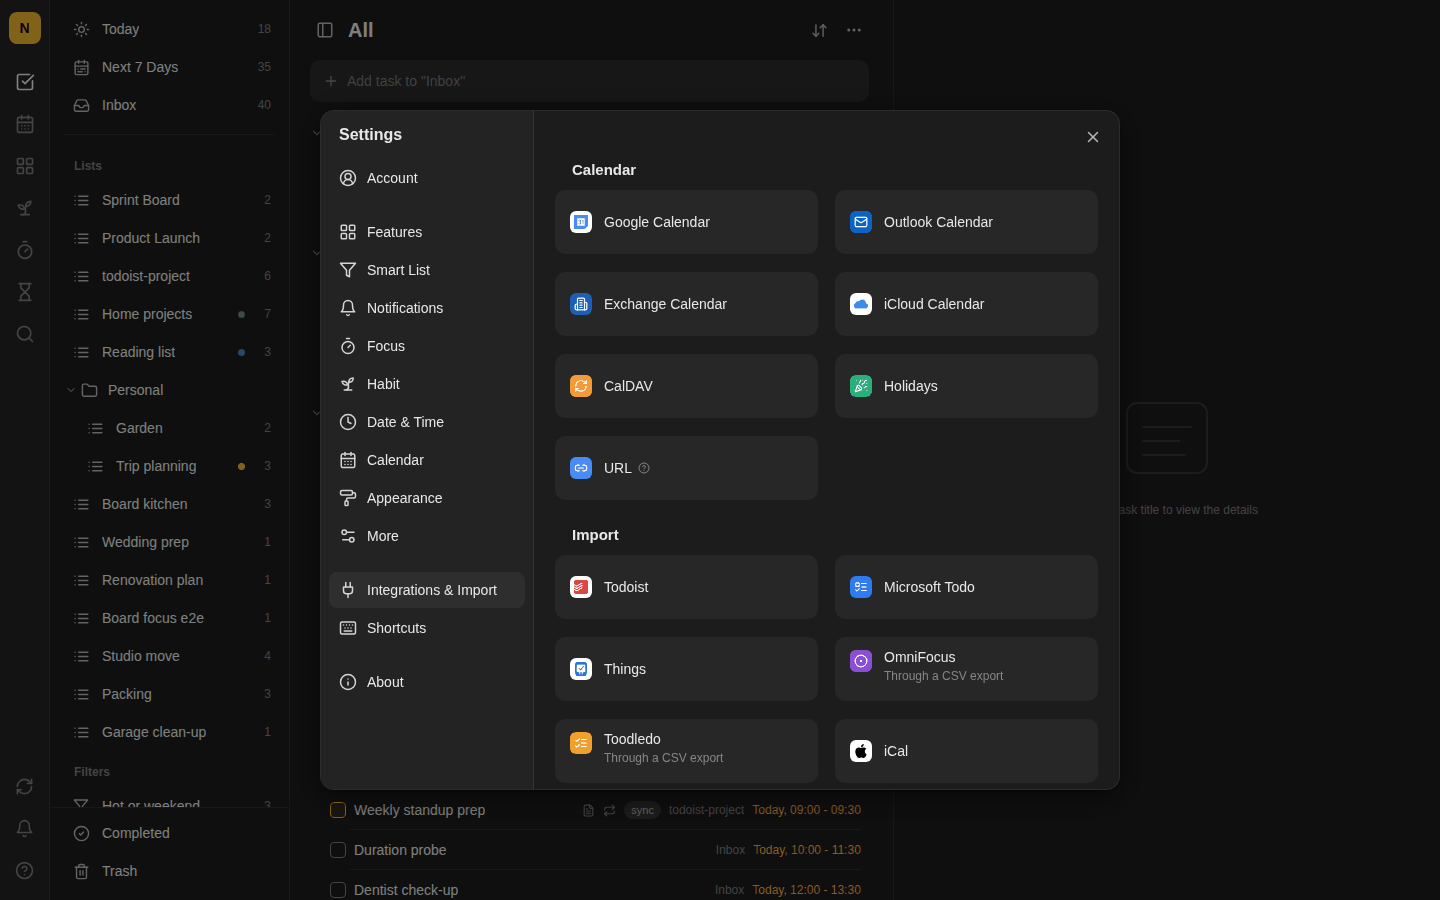 N
Today 18
Next 7 Days 35
Inbox 40
Lists
Sprint Board 2
Product Launch 2
todoist-project 6
Home projects 7
Reading list 3
Personal
Garden 2
Trip planning 3
Board kitchen 3
Wedding prep 1
Renovation plan 1
Board focus e2e 1
Studio move 4
Packing 3
Garage clean-up 1
Filters
Hot or weekend 3
Completed
Trash
All
Add task to "Inbox"
Settings
Account
Features
Smart List
Notifications
Focus
Habit
Date & Time
Calendar
Appearance
More
Integrations & Import
Shortcuts
About
Calendar
Google Calendar
Outlook Calendar
Exchange Calendar
iCloud Calendar
CalDAV
Holidays
URL
Import
Todoist
Microsoft Todo
Things
OmniFocus
Through a CSV export
Toodledo
Through a CSV export
iCal
title to view the details
Weekly standup prep sync todoist-project Today, 09:00 - 09:30
Duration probe Inbox Today, 10:00 - 11:30
Dentist check-up Inbox Today, 12:00 - 13:30